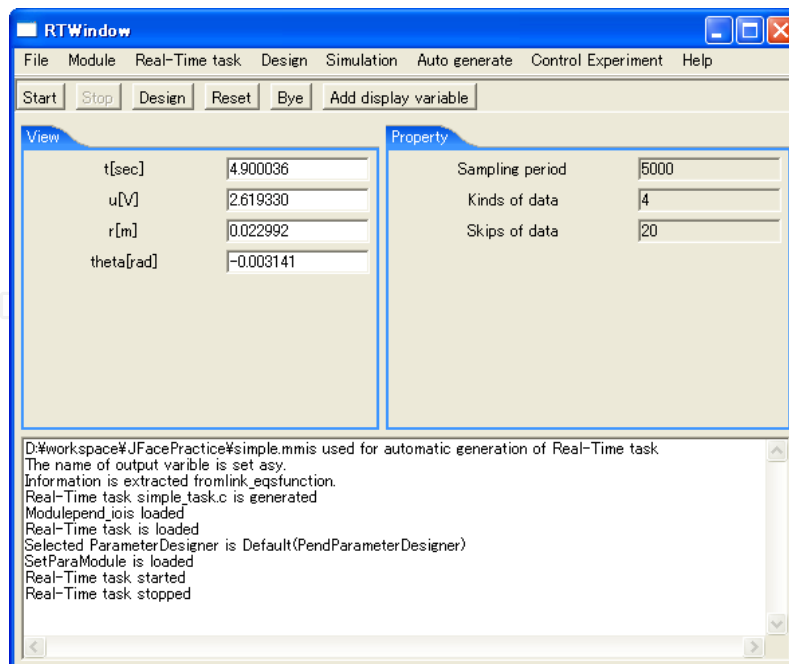 RTWindow
File Module Real-Time task Design Simulation Auto generate Control Experiment Help
Start Stop Design Reset Bye Add display variable
View
t[sec] 4.900036
u[V] 2.619330
r[m] 0.022992
theta[rad] -0.003141
Property
Sampling period 5000
Kinds of data 4
Skips of data 20
D:¥workspace¥JFacePractice¥simple.mmis used for automatic generation of Real-Time task
The name of output varible is set asy.
Information is extracted fromlink_eqsfunction.
Real-Time task simple_task.c is generated
Modulepend_iois loaded
Real-Time task is loaded
Selected ParameterDesigner is Default(PendParameterDesigner)
SetParaModule is loaded
Real-Time task started
Real-Time task stopped